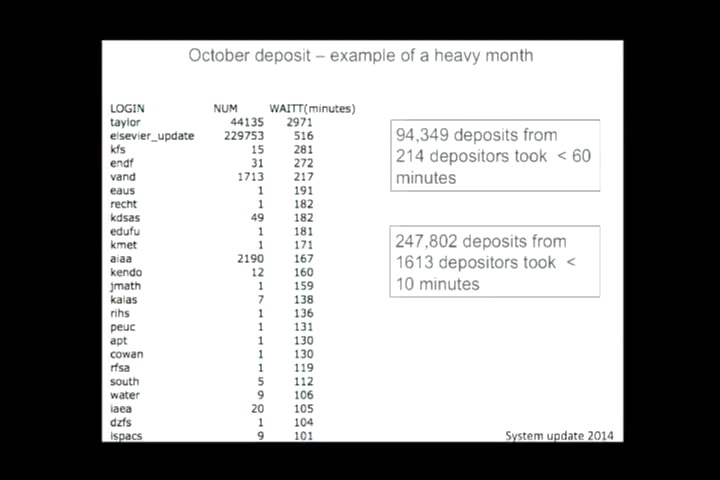 October deposit – example of a heavy month
LOGIN NUM WAITT(minutes)
taylor 44135 2971
elsevier_update 229753 516
kfs 15 281
endf 31 272
vand 1713 217
eaus 1 191
recht 1 182
kdsas 49 182
edufu 1 181
kmet 1 171
aiaa 2190 167
kendo 12 160
jmath 1 159
kaias 7 138
rihs 1 136
peuc 1 131
apt 1 130
cowan 1 130
rfsa 1 119
south 5 112
water 9 106
iaea 20 105
dzfs 1 104
ispacs 9 101
94,349 deposits from
214 depositors took < 60
minutes
247,802 deposits from
1613 depositors took <
10 minutes
System update 2014